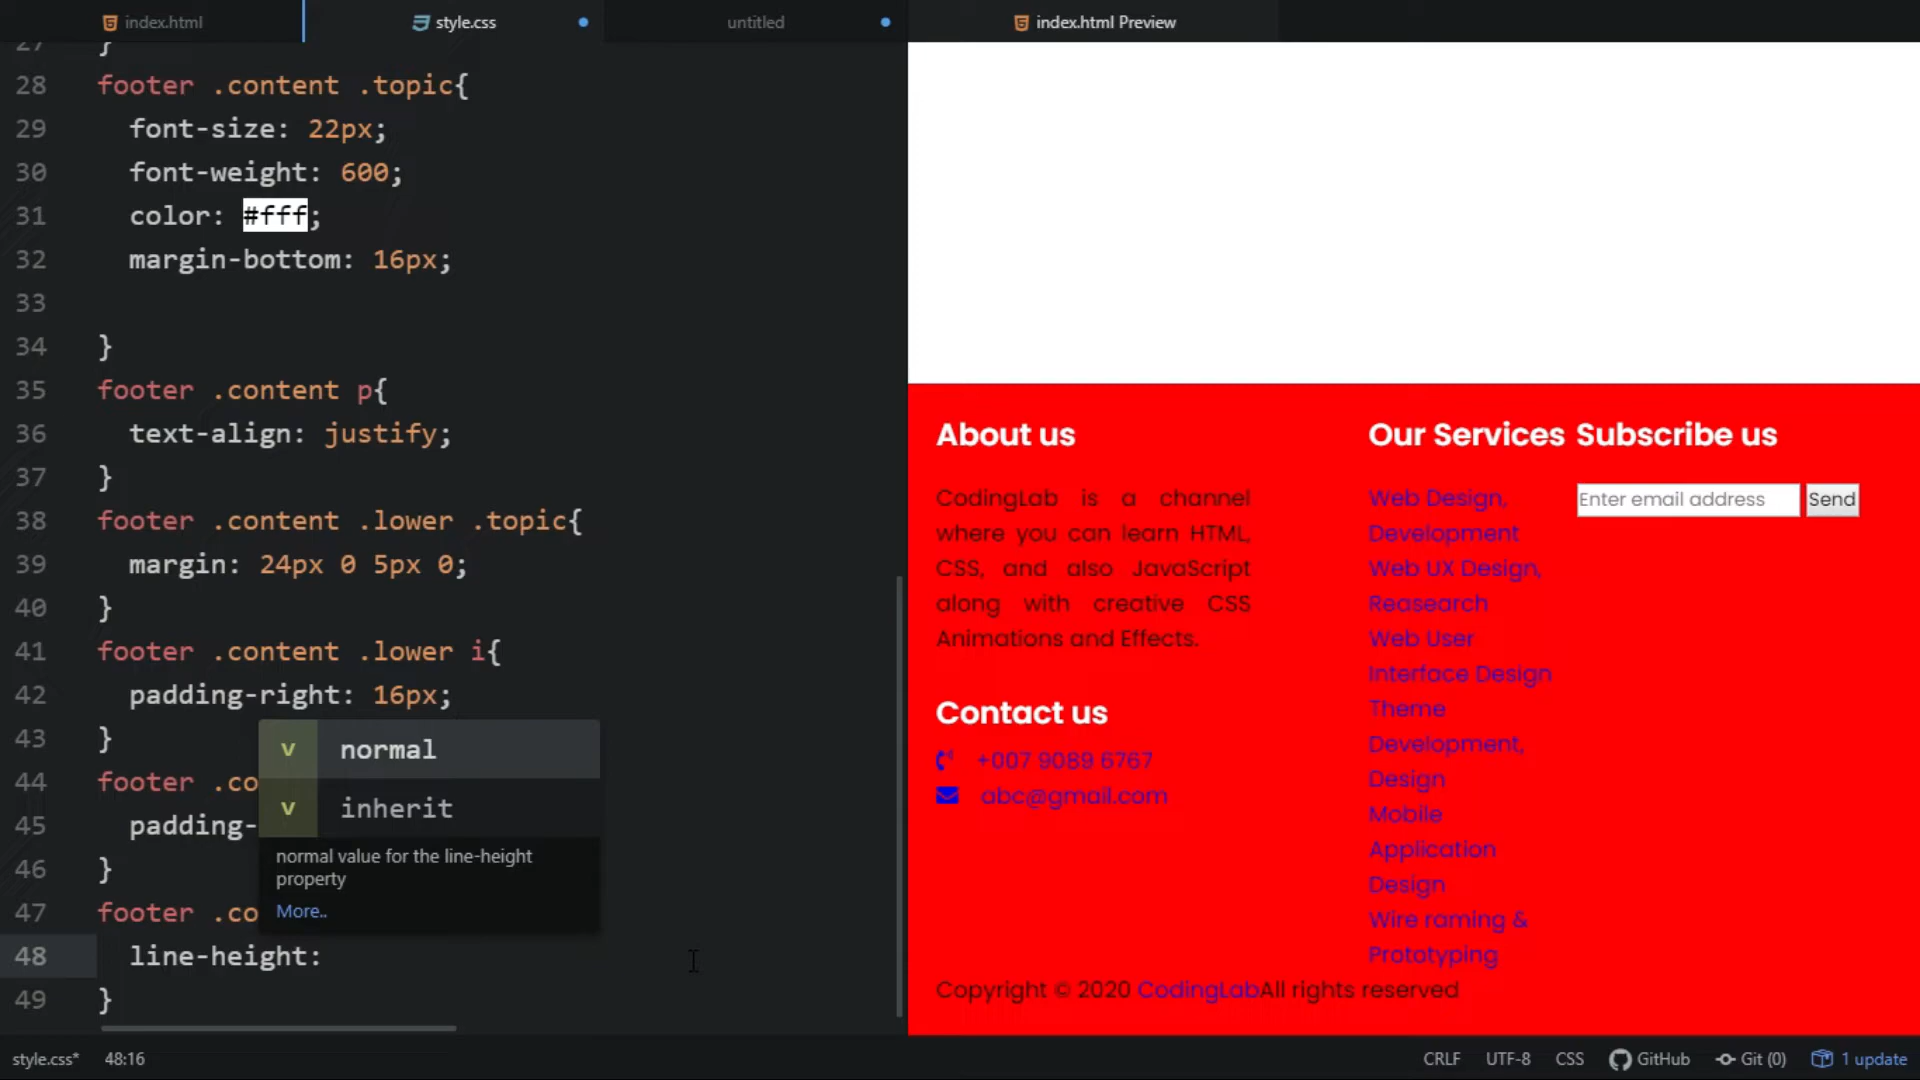 index.html
style.css
untitled
index.html Preview
27 }
28 footer .content .topic{
29 font-size: 22px;
30 font-weight: 600;
31 color: #fff;
32 margin-bottom: 16px;
33
34 }
35 footer .content p{
36 text-align: justify;
37 }
38 footer .content .lower .topic{
39 margin: 24px 0 5px 0;
40 }
41 footer .content .lower i{
42 padding-right: 16px;
43 }
44 footer .co
45 padding-
46 }
47 footer .co
48 line-height:
49 }
v normal
v inherit
normal value for the line-height
property
More..
About us
CodingLab is a channel
where you can learn HTML,
CSS, and also JavaScript
along with creative CSS
Animations and Effects.
Contact us
+007 9089 6767
abc@gmail.com
Our Services
Web Design,
Development
Web UX Design,
Reasearch
Web User
Interface Design
Theme
Development,
Design
Mobile
Application
Design
Wire raming &
Prototyping
Subscribe us
Enter email address
Send
Copyright © 2020 CodingLabAll rights reserved
style.css* 48:16
CRLF UTF-8 CSS GitHub Git (0) 1 update